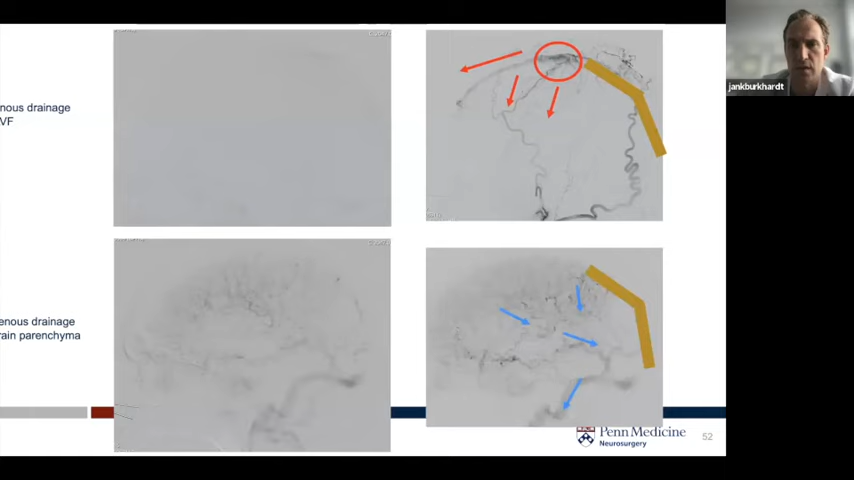 jankburkhardt
nous drainage
VF
enous drainage
rain parenchyma
Penn Medicine
Neurosurgery
52